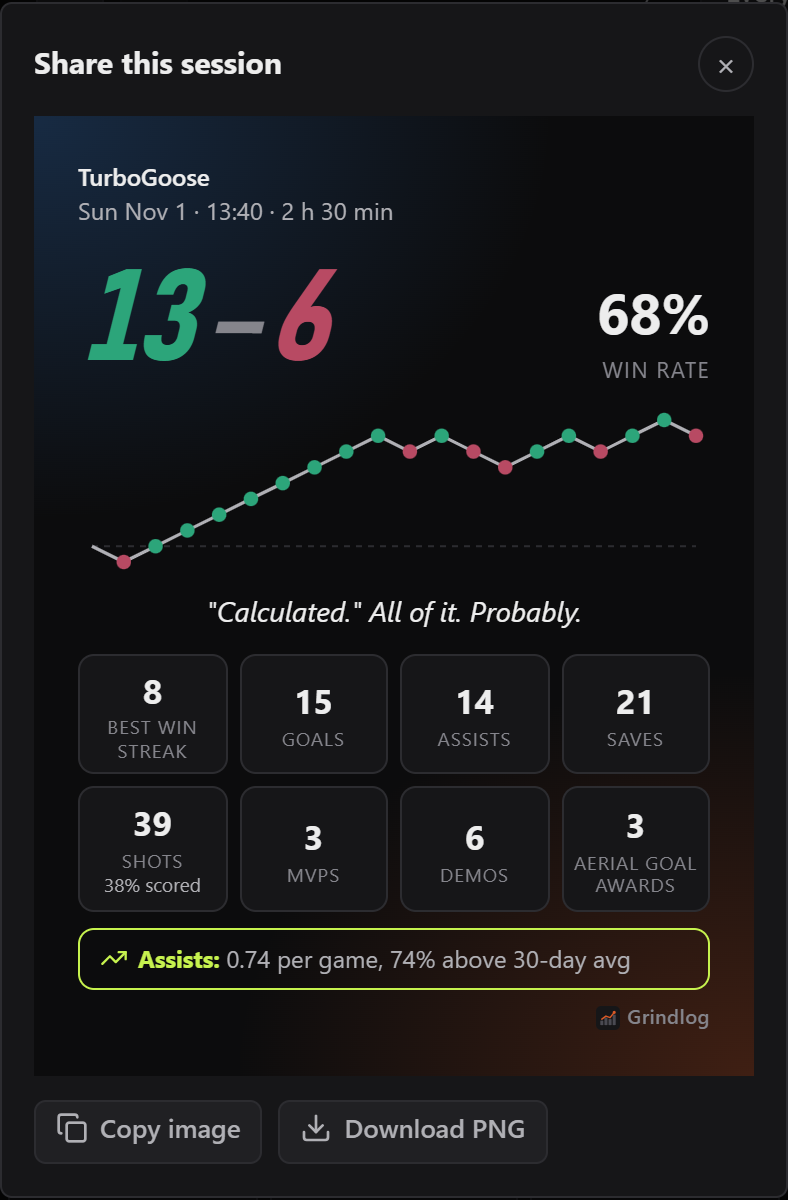 Share this session
TurboGoose
Sun Nov 1 · 13:40 · 2 h 30 min
13–6
68%
WIN RATE
"Calculated." All of it. Probably.
8
BEST WIN
STREAK
15
GOALS
14
ASSISTS
21
SAVES
39
SHOTS
38% scored
3
MVPS
6
DEMOS
3
AERIAL GOAL
AWARDS
Assists: 0.74 per game, 74% above 30-day avg
Grindlog
Copy image
Download PNG